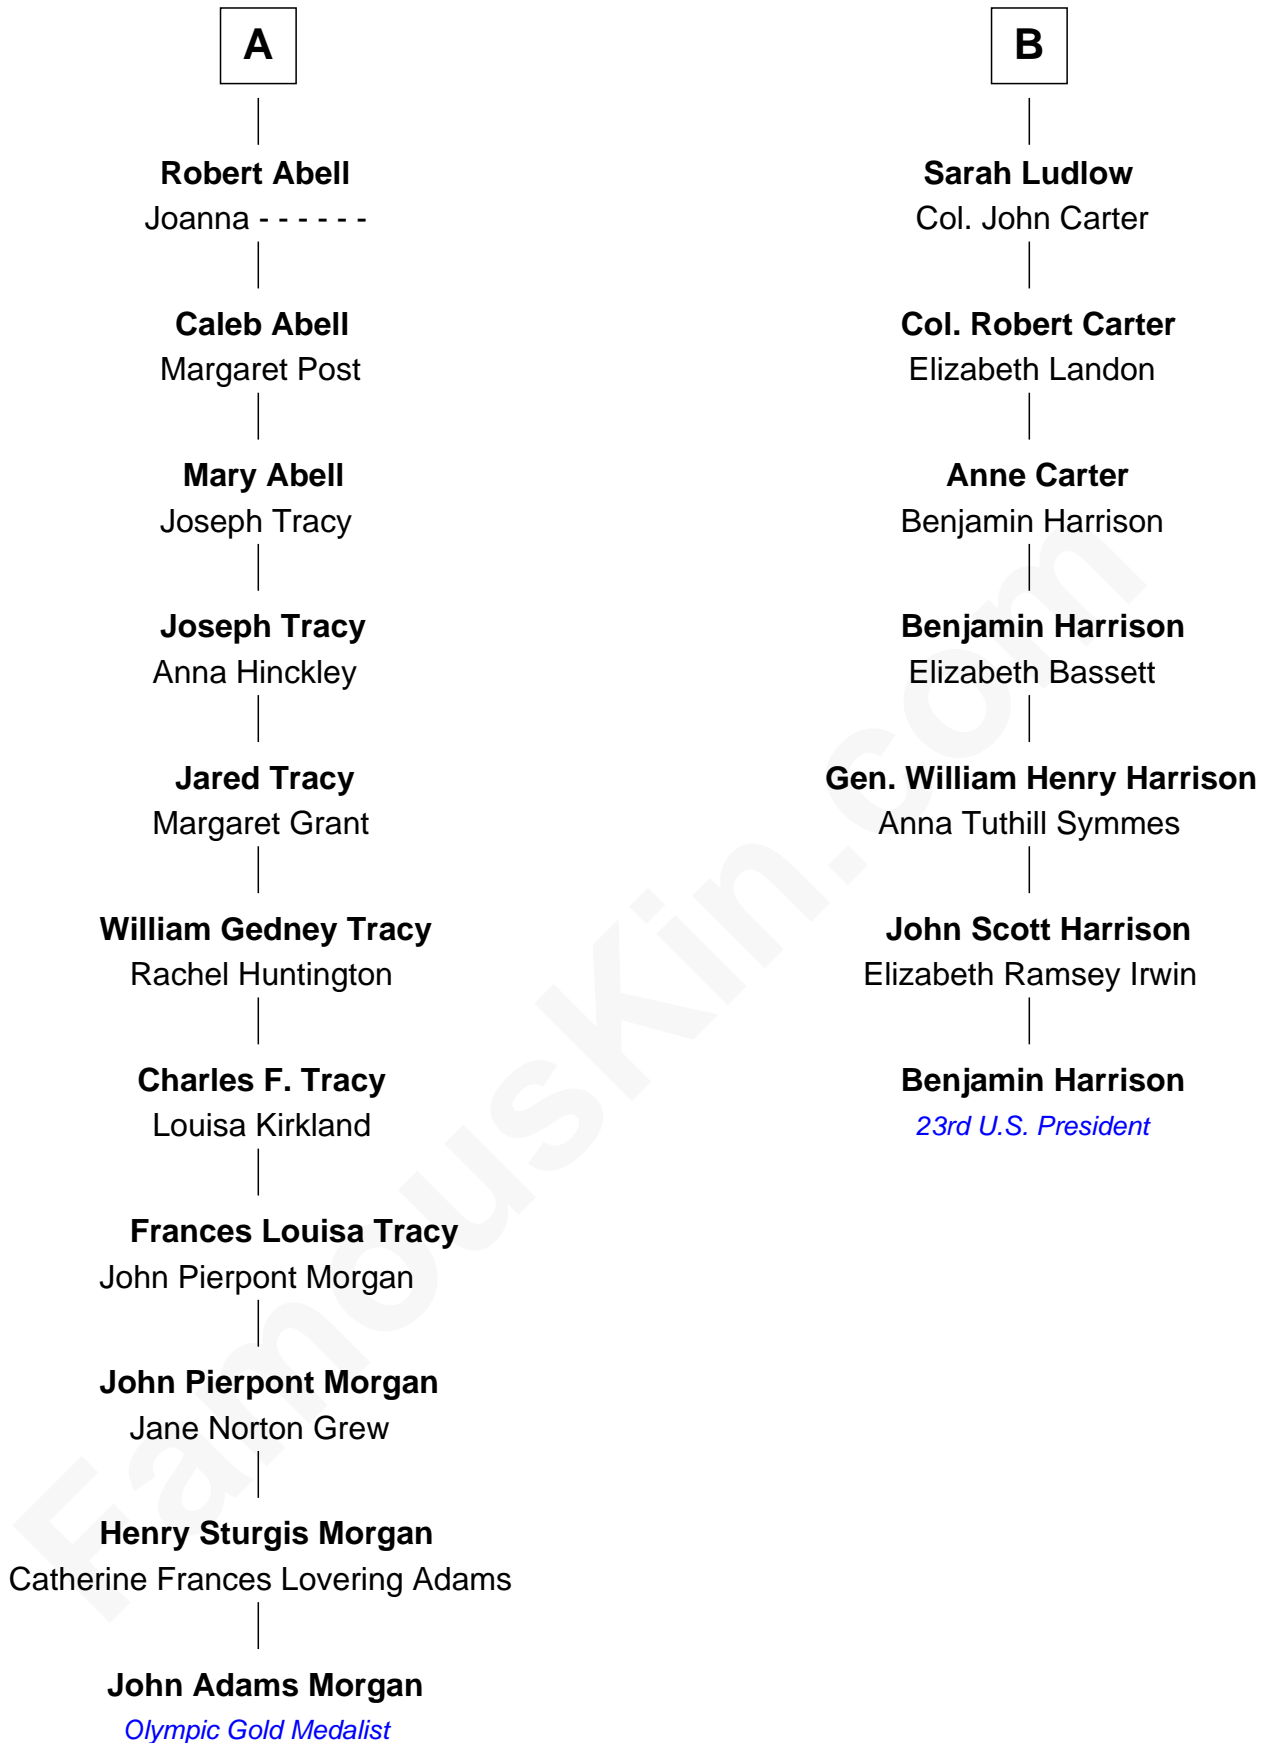 A
Robert Abell
Joanna - - - - - -
Caleb Abell
Margaret Post
Mary Abell
Joseph Tracy
Joseph Tracy
Anna Hinckley
Jared Tracy
Margaret Grant
William Gedney Tracy
Rachel Huntington
Charles F. Tracy
Louisa Kirkland
Frances Louisa Tracy
John Pierpont Morgan
John Pierpont Morgan
Jane Norton Grew
Henry Sturgis Morgan
Catherine Frances Lovering Adams
John Adams Morgan
Olympic Gold Medalist
B
Sarah Ludlow
Col. John Carter
Col. Robert Carter
Elizabeth Landon
Anne Carter
Benjamin Harrison
Benjamin Harrison
Elizabeth Bassett
Gen. William Henry Harrison
Anna Tuthill Symmes
John Scott Harrison
Elizabeth Ramsey Irwin
Benjamin Harrison
23rd U.S. President
FamousKin.com